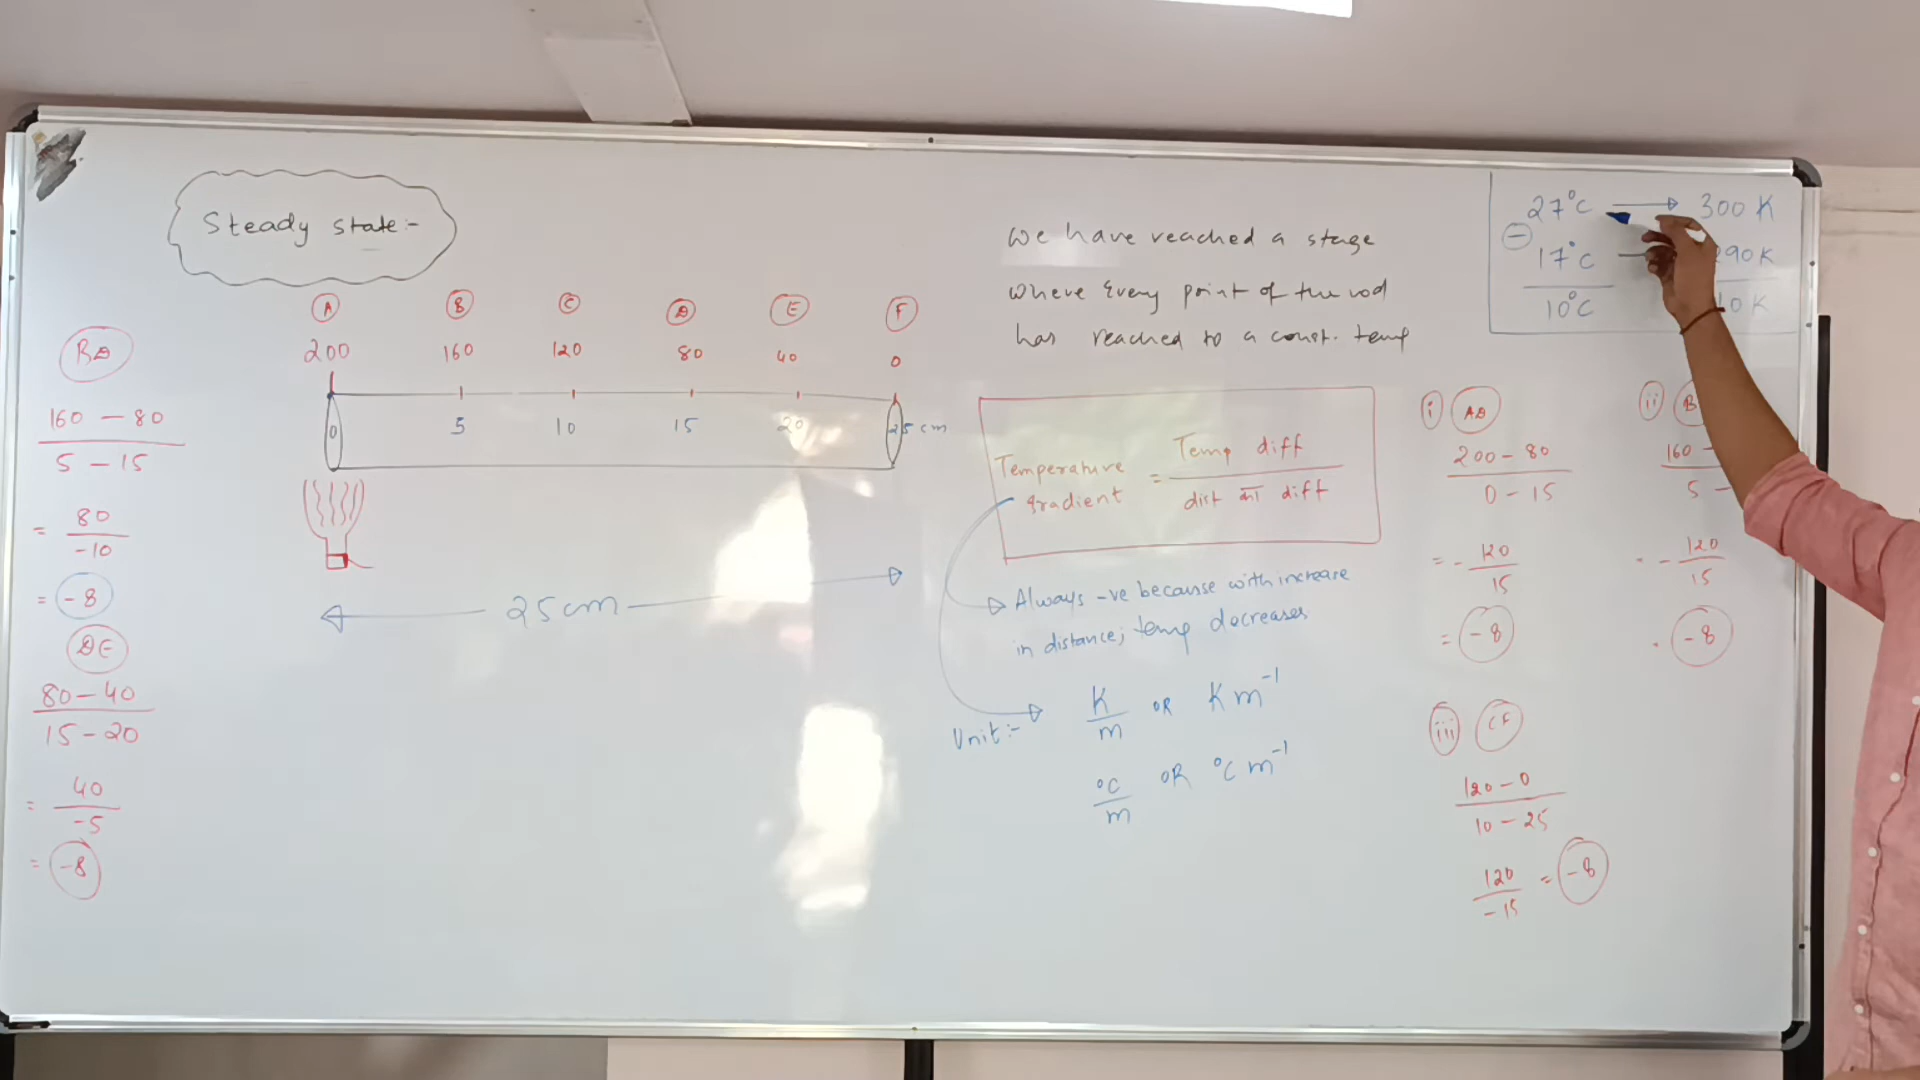 Steady state:-
A B C D E F
200 160 120 80 40 0
0 5 10 15 20 25 cm
25cm
BD
160 - 80
5 - 15
= 80
-10
= -8
DE
80 - 40
15 - 20
= 40
-5
= -8
We have reached a stage
where every point of the rod
has reached to a const. temp
Temperature gradient = Temp diff
dist diff
Always -ve because with increase
in distance; temp decreases
Unit:- K/m OR K m⁻¹
°C/m OR °C m⁻¹
27°C → 300 K
- 17°C 290K
10°C 10 K
i AD
200 - 80
0 - 15
= - 120
15
= -8
ii B
160 -
5 -
= - 120
15
= -8
iii CF
120 - 0
10 - 25
120
-15
= -8